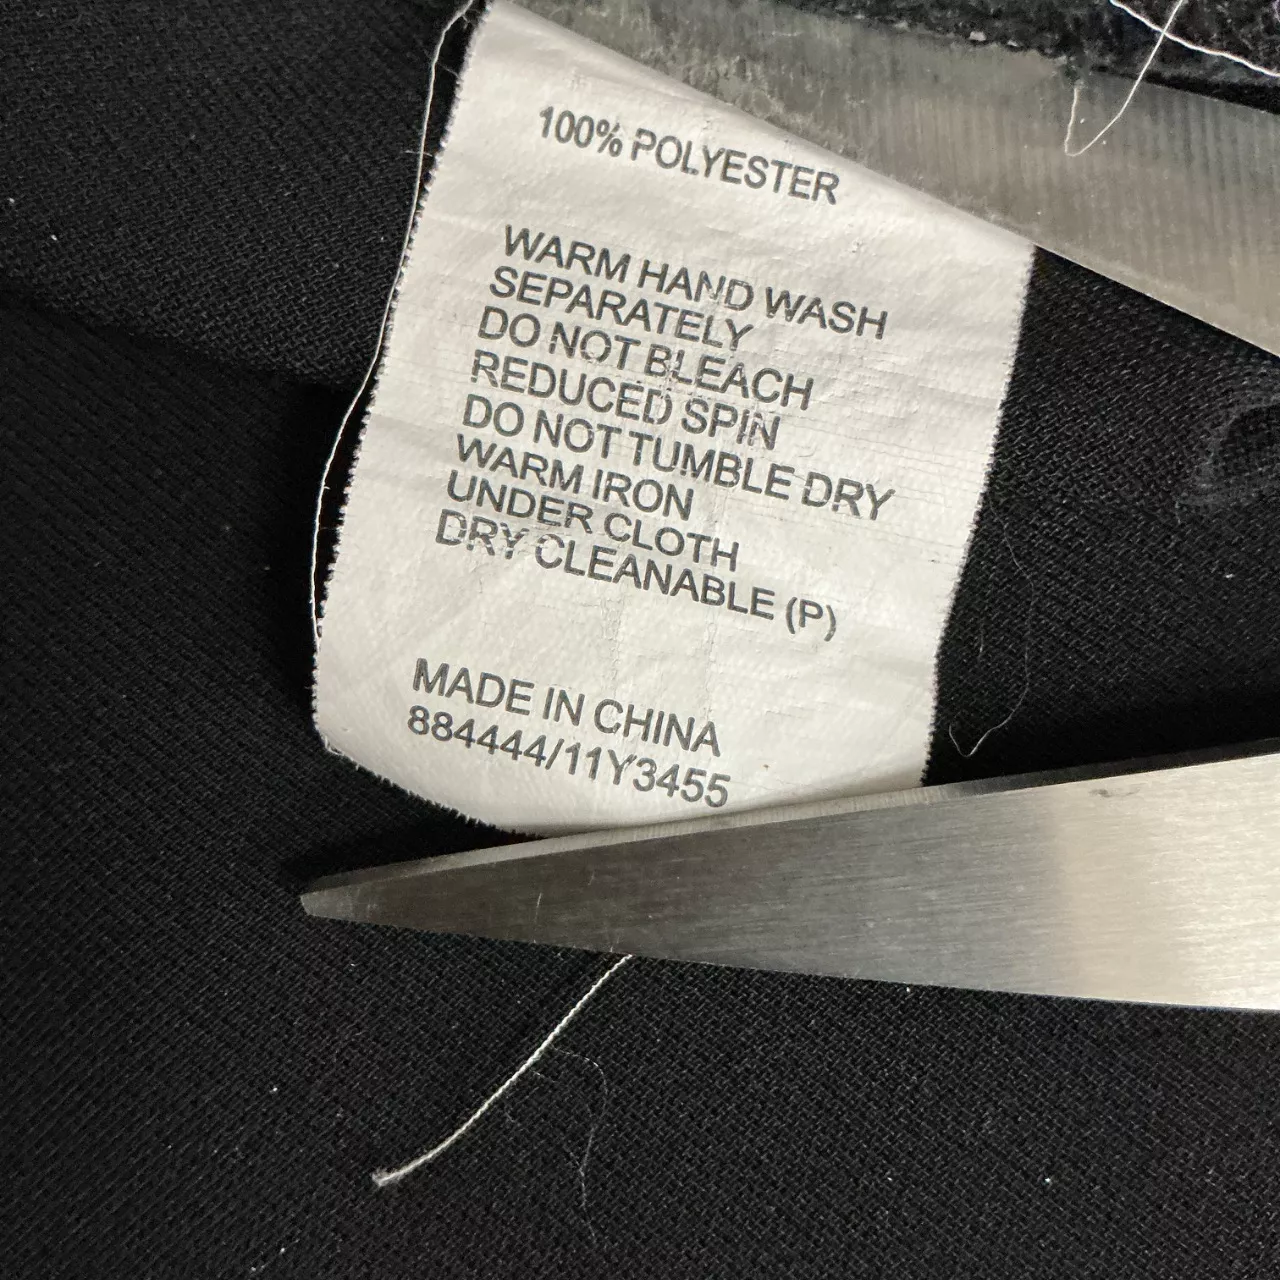 100% POLYESTER
WARM HAND WASH
SEPARATELY
DO NOT BLEACH
REDUCED SPIN
DO NOT TUMBLE DRY
WARM IRON
UNDER CLOTH
DRY CLEANABLE (P)
MADE IN CHINA
884444/11Y3455